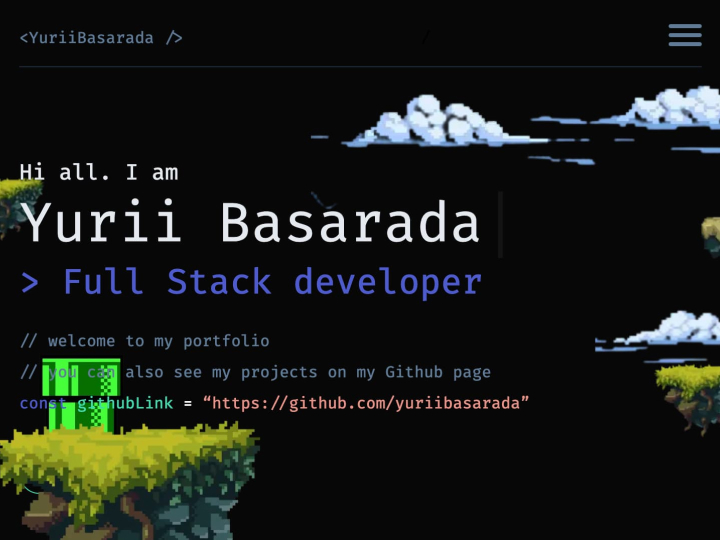 <YuriiBasarada />
Hi all. I am
Yurii Basarada
> Full Stack developer
// welcome to my portfolio
// you can also see my projects on my Github page
const githubLink = “https://github.com/yuriibasarada”